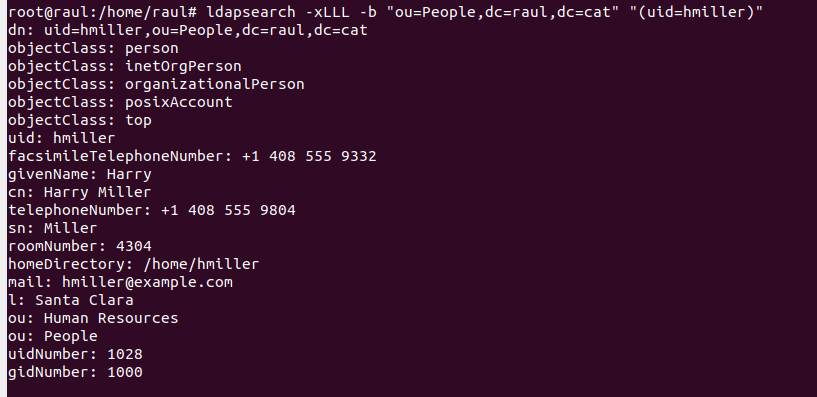 root@raul:/home/raul# ldapsearch -xLLL -b "ou=People,dc=raul,dc=cat" "(uid=hmiller)"
dn: uid=hmiller,ou=People,dc=raul,dc=cat
objectClass: person
objectClass: inetOrgPerson
objectClass: organizationalPerson
objectClass: posixAccount
objectClass: top
uid: hmiller
facsimileTelephoneNumber: +1 408 555 9332
givenName: Harry
cn: Harry Miller
telephoneNumber: +1 408 555 9804
sn: Miller
roomNumber: 4304
homeDirectory: /home/hmiller
mail: hmiller@example.com
l: Santa Clara
ou: Human Resources
ou: People
uidNumber: 1028
gidNumber: 1000